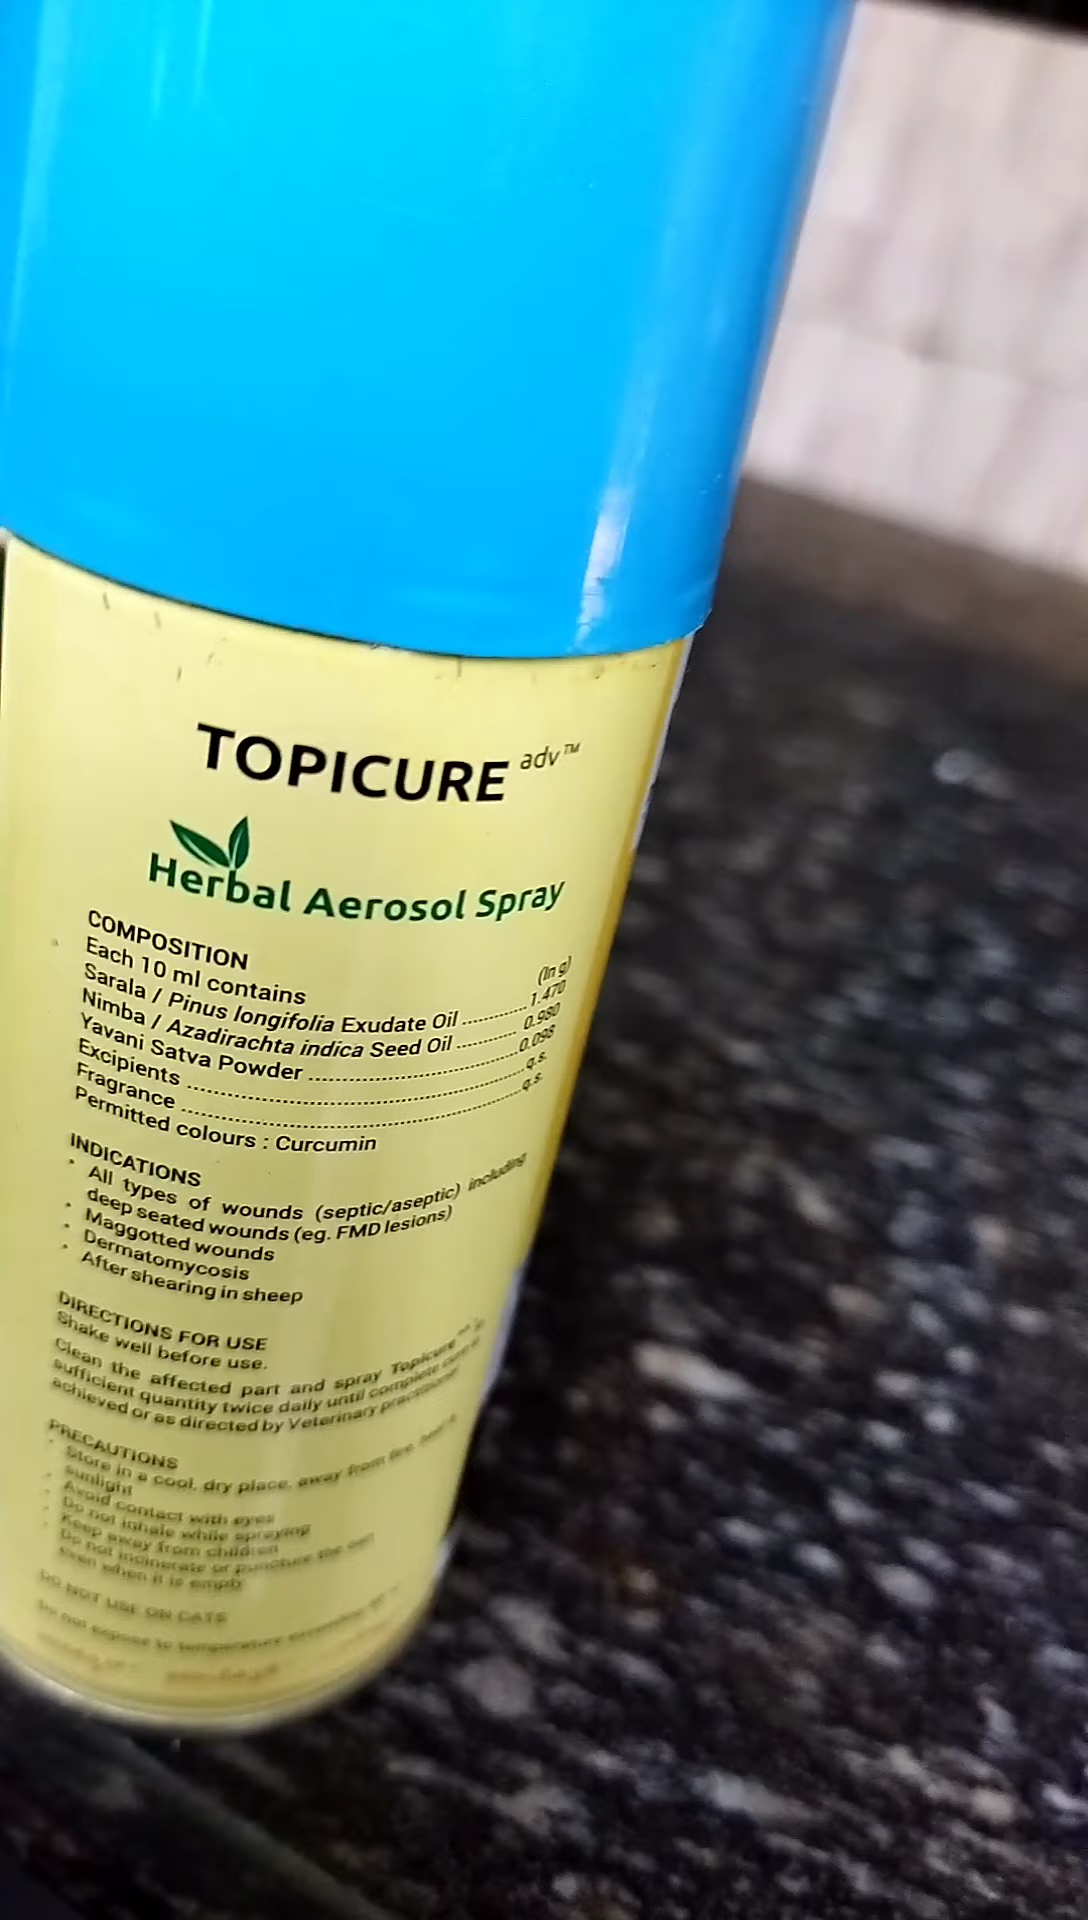 TOPICURE adv™
Herbal Aerosol Spray
COMPOSITION
Each 10 ml contains (In g)
Sarala / Pinus longifolia Exudate Oil ............ 1.470
Nimba / Azadirachta indica Seed Oil .......... 0.980
Yavani Satva Powder .................................... 0.098
Excipients ........................................................ q.s.
Fragrance ......................................................... q.s.
Permitted colours : Curcumin
INDICATIONS
• All types of wounds (septic/aseptic) including
deep seated wounds (eg. FMD lesions)
• Maggotted wounds
• Dermatomycosis
• After shearing in sheep
DIRECTIONS FOR USE
Shake well before use.
Clean the affected part and spray Topicure
sufficient quantity twice daily until complete
achieved or as directed by Veterinary practitioner
PRECAUTIONS
• Store in a cool, dry place, away from fire,
sunlight
• Avoid contact with eyes
• Do not inhale while spraying
• Keep away from children
• Do not incinerate or puncture the can
even when it is empty
DO NOT USE ON CATS
Do not expose to temperature exceeding